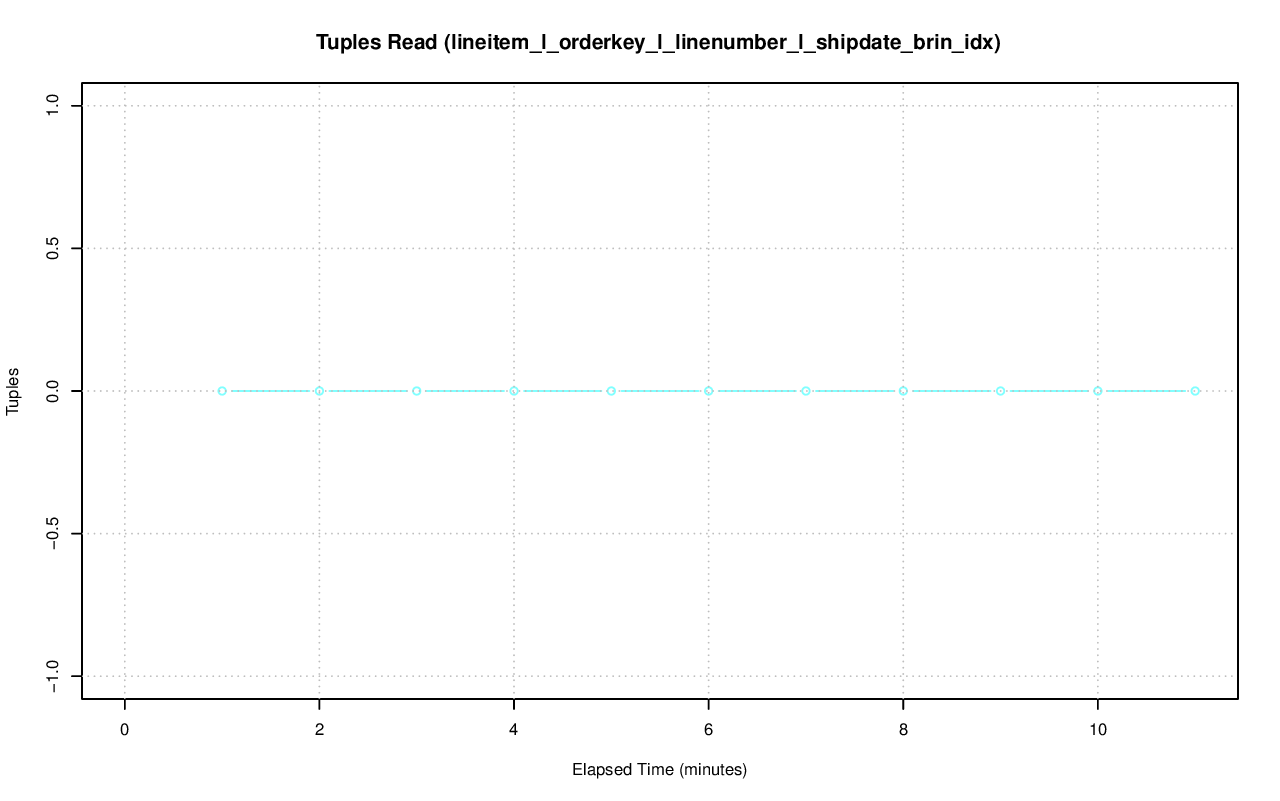 Tuples Read (lineitem_l_orderkey_l_linenumber_l_shipdate_brin_idx)
1.0
0.5
0.0
−0.5
−1.0
Tuples
0 2 4 6 8 10
Elapsed Time (minutes)